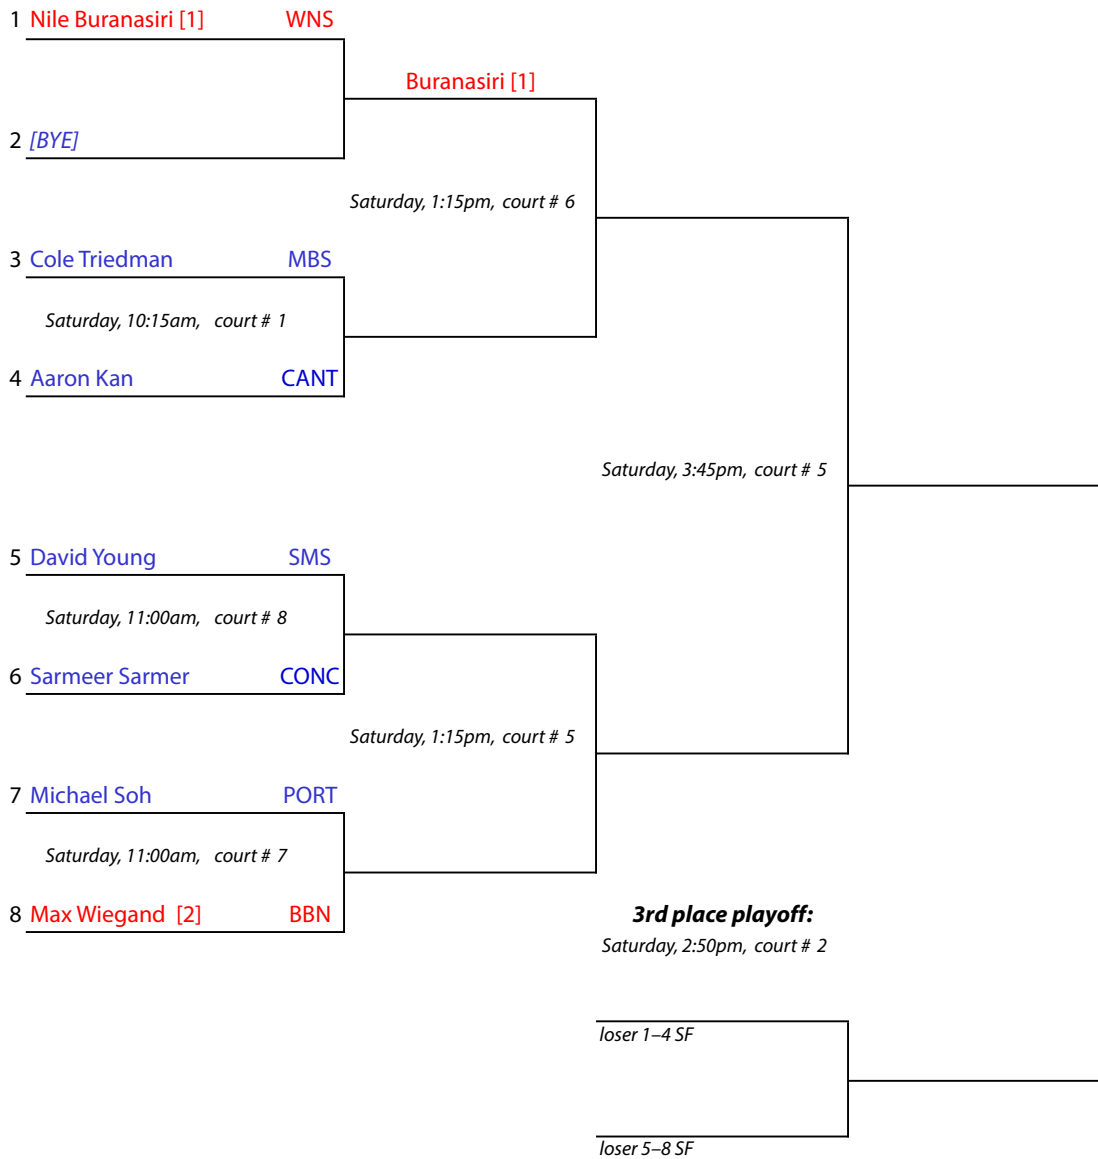 1 Nile Buranasiri [1] WNS
Buranasiri [1]
2 [BYE]
Saturday, 1:15pm, court # 6
3 Cole Triedman MBS
Saturday, 10:15am, court # 1
4 Aaron Kan CANT
Saturday, 3:45pm, court # 5
5 David Young SMS
Saturday, 11:00am, court # 8
6 Sarmeer Sarmer CONC
Saturday, 1:15pm, court # 5
7 Michael Soh PORT
Saturday, 11:00am, court # 7
8 Max Wiegand [2] BBN
3rd place playoff:
Saturday, 2:50pm, court # 2
loser 1–4 SF
loser 5–8 SF